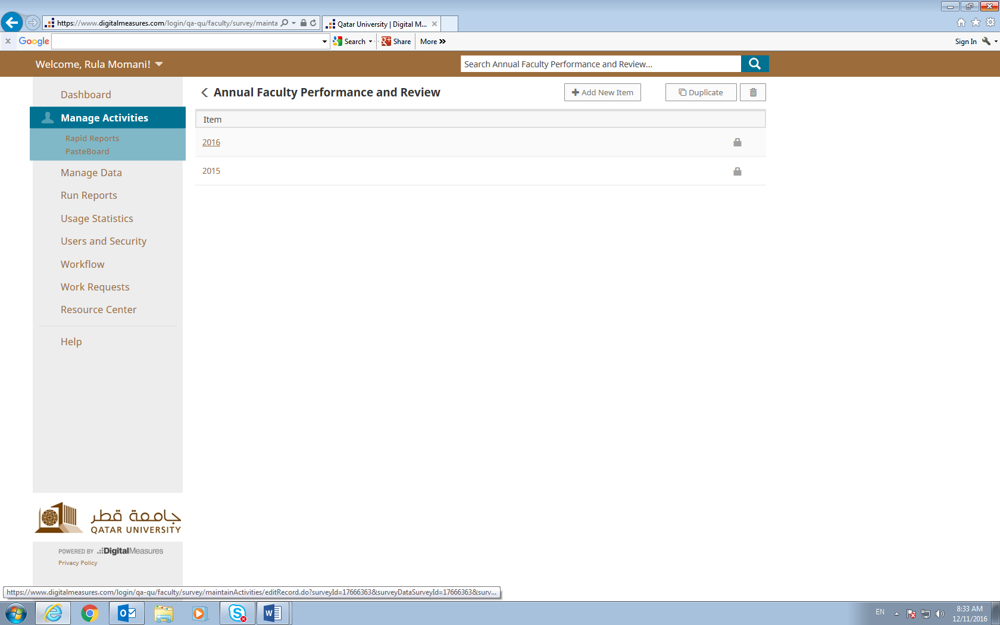 https://www.digitalmeasures.com/login/qa-qu/faculty/survey/mainta
Qatar University | Digital M...
x Google Search Share More » Sign In
Welcome, Rula Momani!
Search Annual Faculty Performance and Review...
Dashboard
Manage Activities
Rapid Reports
PasteBoard
Manage Data
Run Reports
Usage Statistics
Users and Security
Workflow
Work Requests
Resource Center
Help
Annual Faculty Performance and Review
Add New Item
Duplicate
Item
2016
2015
جامعة قطر
QATAR UNIVERSITY
POWERED BY DigitalMeasures
Privacy Policy
https://www.digitalmeasures.com/login/qa-qu/faculty/survey/maintainActivities/editRecord.do?surveyId=17666363&surveyDataSurveyId=17666363&surv...
EN
8:33 AM
12/11/2016